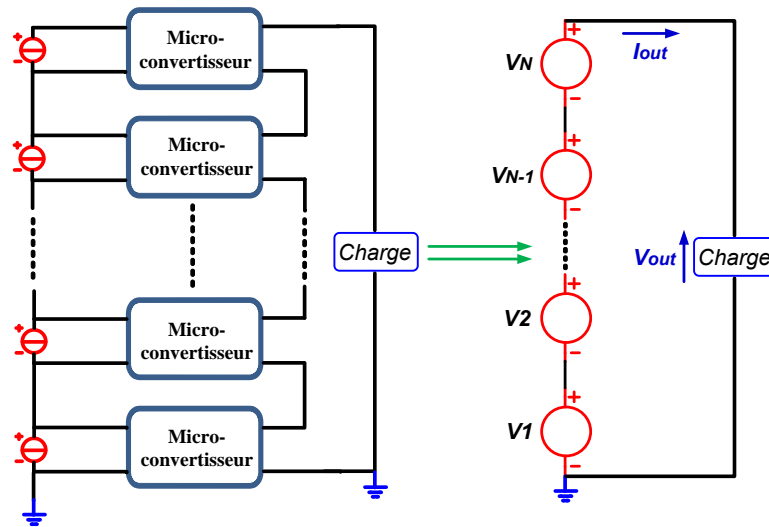 Micro-
convertisseur
Micro-
convertisseur
Charge
Micro-
convertisseur
Micro-
convertisseur
+
-
+
-
+
-
+
-
VN
+
-
Iout
VN-1
+
-
Vout
Charge
V2
+
-
V1
+
-